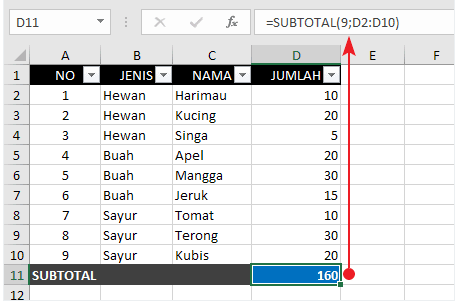 D11 fx =SUBTOTAL(9;D2:D10)
A B C D E F
1 NO JENIS NAMA JUMLAH
2 1 Hewan Harimau 10
3 2 Hewan Kucing 20
4 3 Hewan Singa 5
5 4 Buah Apel 20
6 5 Buah Mangga 30
7 6 Buah Jeruk 15
8 7 Sayur Tomat 10
9 8 Sayur Terong 30
10 9 Sayur Kubis 20
11 SUBTOTAL 160
12